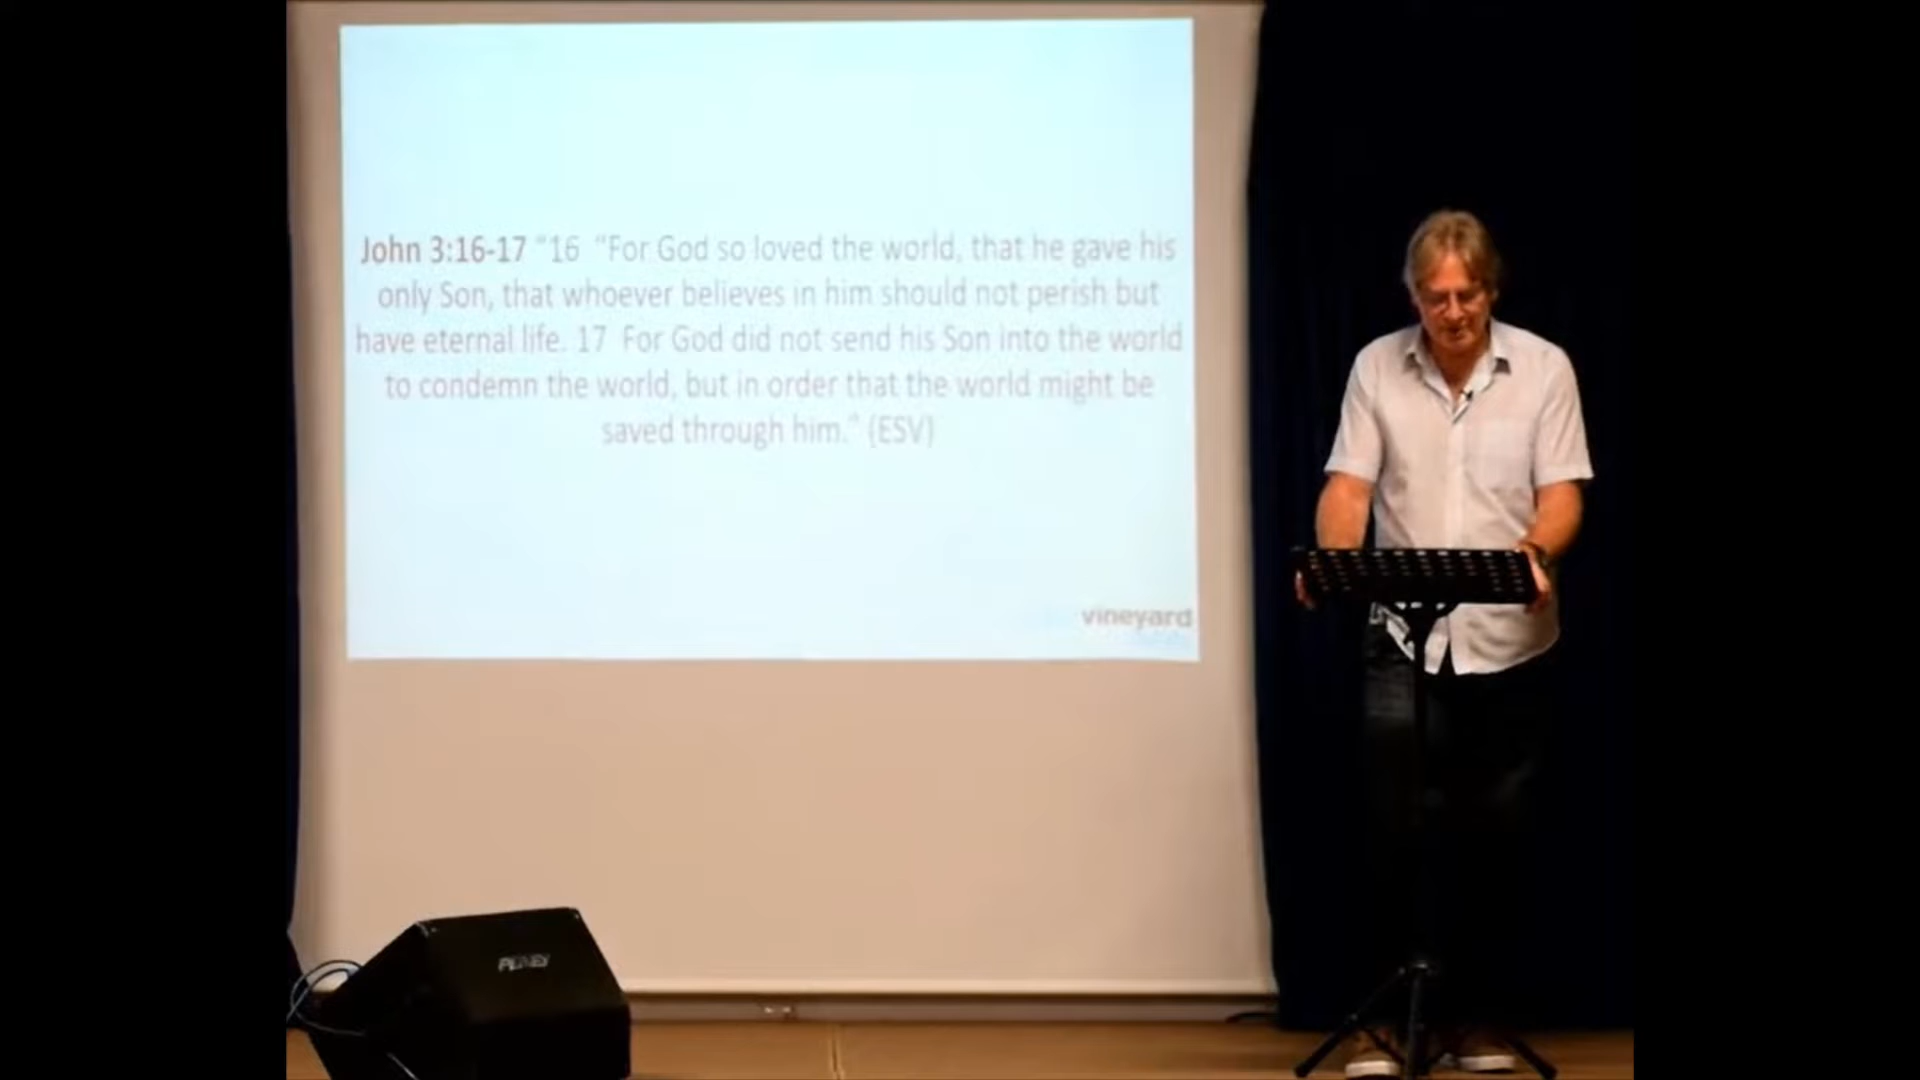 John 3:16-17 “16 “For God so loved the world, that he gave his
only Son, that whoever believes in him should not perish but
have eternal life. 17 For God did not send his Son into the world
to condemn the world, but in order that the world might be
saved through him.” (ESV)
vineyard
PEAVEY